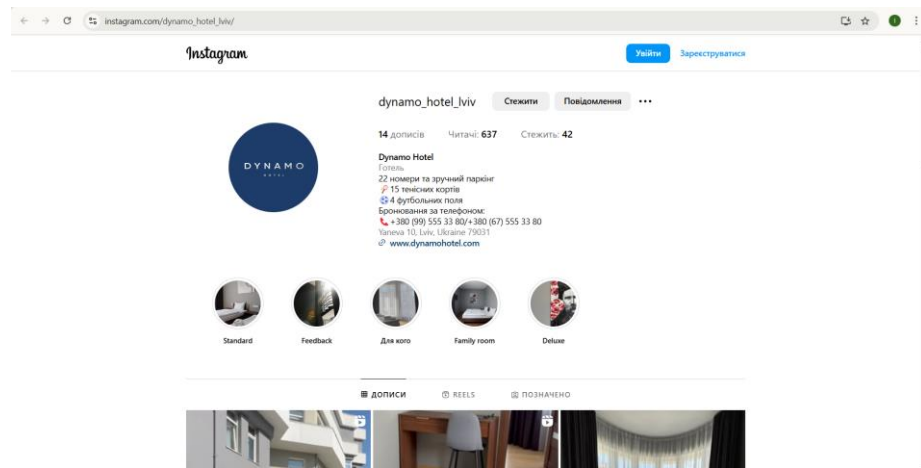 instagram.com/dynamo_hotel_lviv/
Instagram
Увійти
Зареєструватися
dynamo_hotel_lviv
Стежити
Повідомлення
14 дописів Читачі: 637 Стежить: 42
DYNAMO
HOTEL
Dynamo Hotel
Готель
22 номери та зручний паркінг
🎾 15 тенісних кортів
⚽ 4 футбольних поля
Бронювання за телефоном:
📞 +380 (99) 555 33 80/+380 (67) 555 33 80
Yaneva 10, Lviv, Ukraine 79031
www.dynamohotel.com
Standard
Feedback
Для кого
Family room
Deluxe
ДОПИСИ
REELS
ПОЗНАЧЕНО